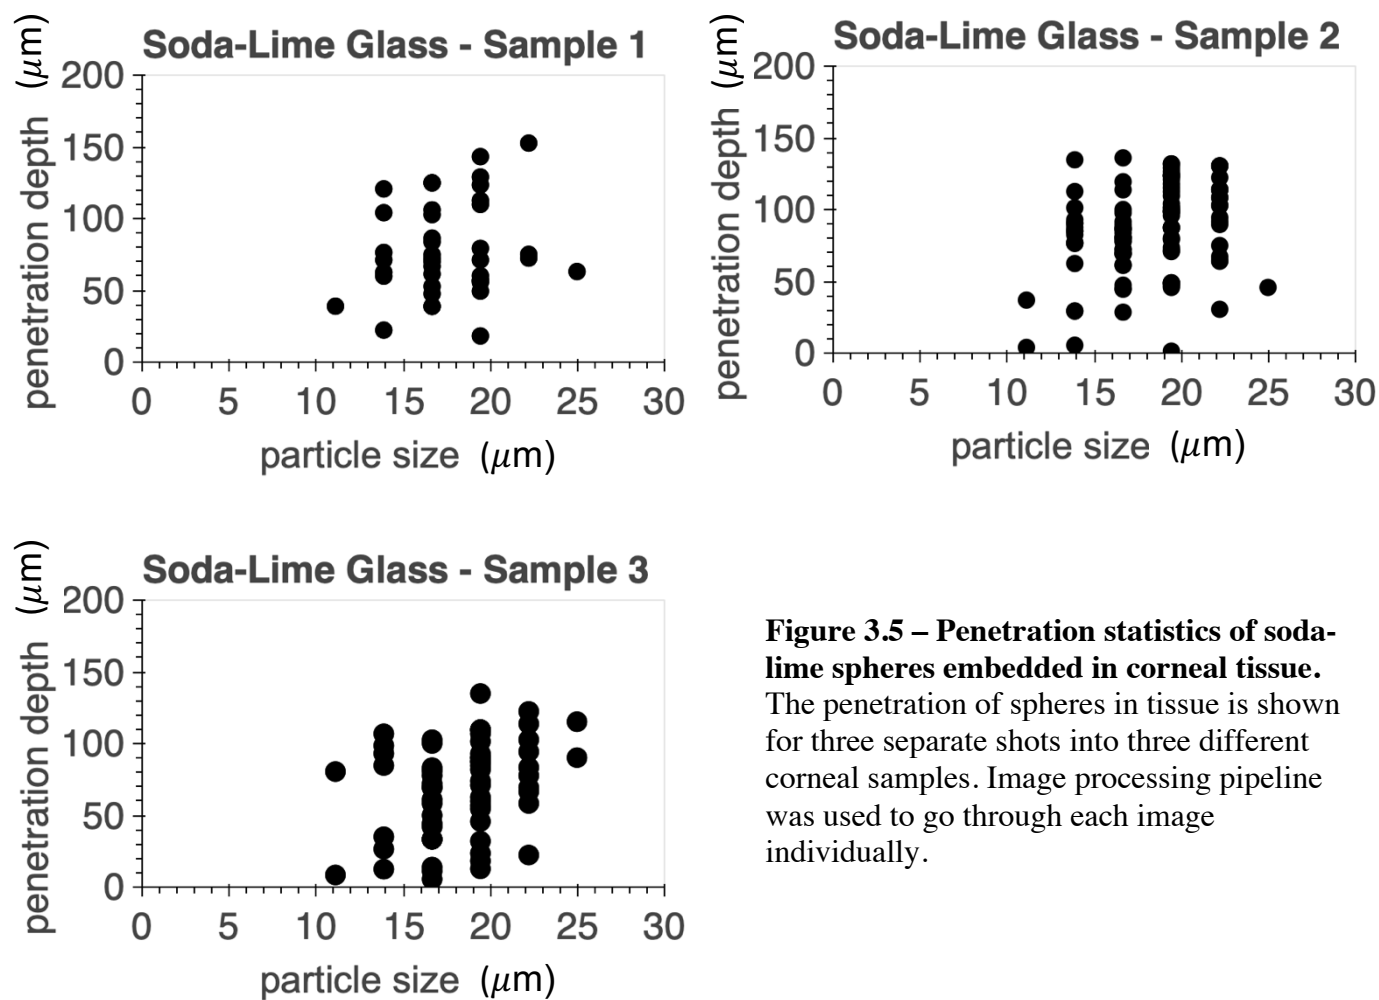 Soda-Lime Glass - Sample 1
penetration depth (μm)
200
150
100
50
0
0 5 10 15 20 25 30
particle size (μm)
Soda-Lime Glass - Sample 2
penetration depth (μm)
200
150
100
50
0
0 5 10 15 20 25 30
particle size (μm)
Soda-Lime Glass - Sample 3
penetration depth (μm)
200
150
100
50
0
0 5 10 15 20 25 30
particle size (μm)
Figure 3.5 – Penetration statistics of soda-
lime spheres embedded in corneal tissue.
The penetration of spheres in tissue is shown
for three separate shots into three different
corneal samples. Image processing pipeline
was used to go through each image
individually.